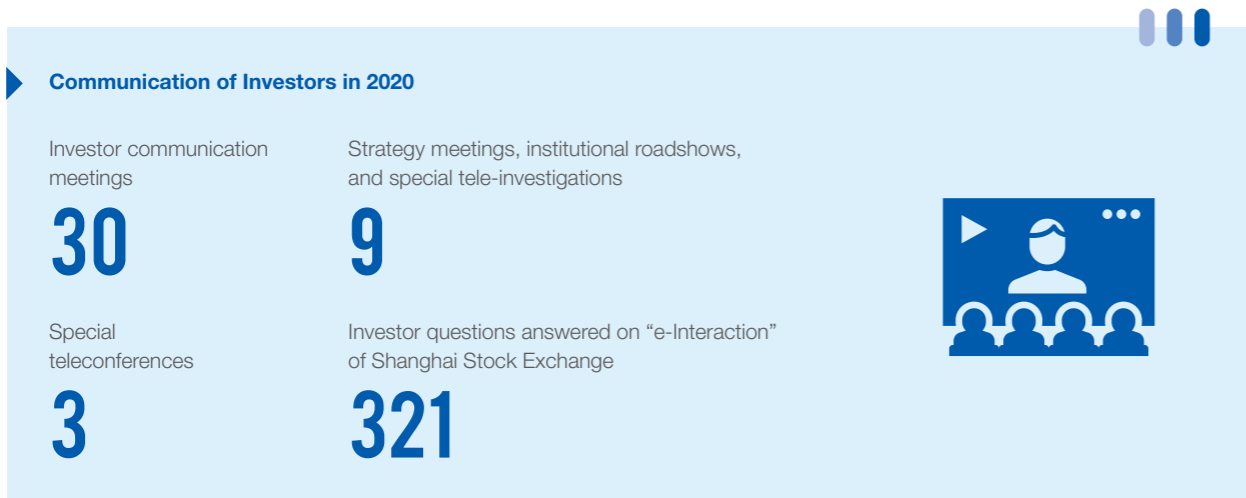 Communication of Investors in 2020
Investor communication
meetings
30
Strategy meetings, institutional roadshows,
and special tele-investigations
9
Special
teleconferences
3
Investor questions answered on “e-Interaction”
of Shanghai Stock Exchange
321